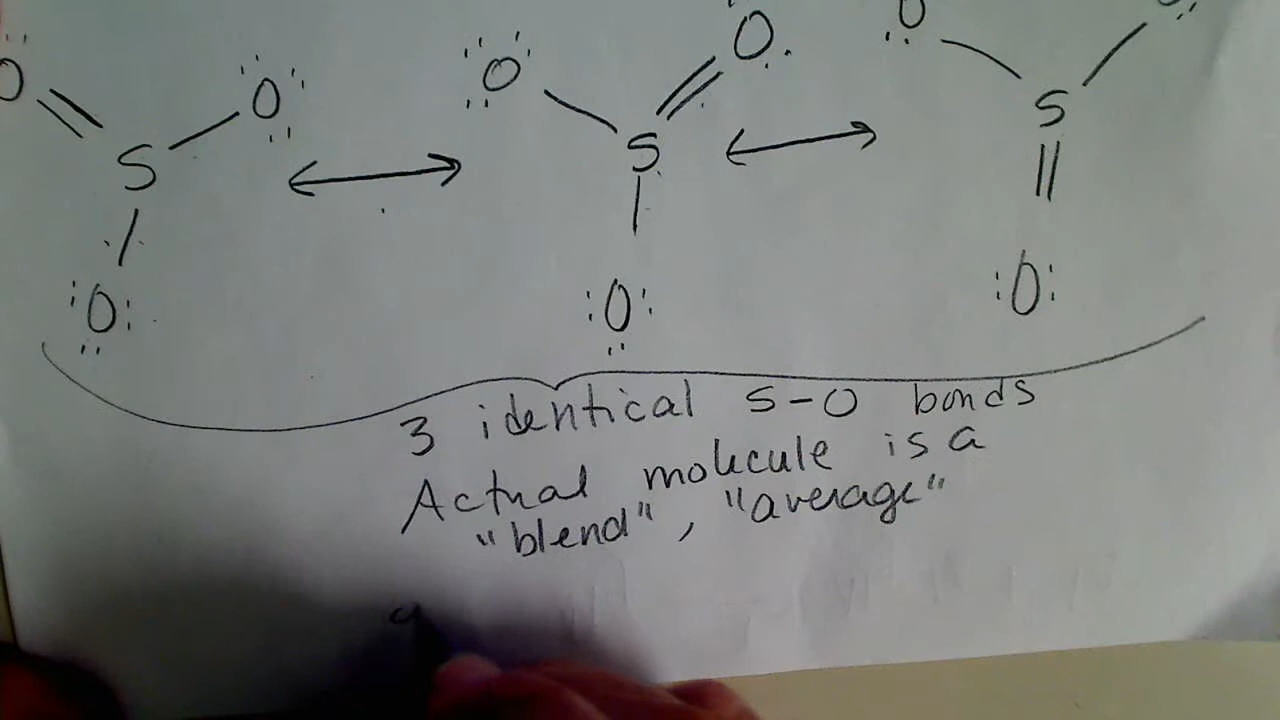 O O O O O
S S S
:O: :O: :O:
3 identical S-O bonds
Actual molecule is a
"blend", "average"